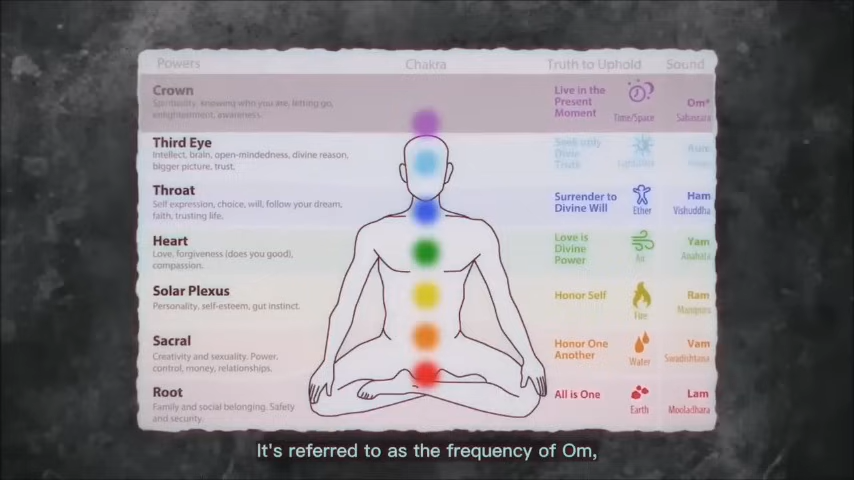 Powers Chakra Truth to Uphold Sound
Crown
Spirituality, knowing who you are, letting go,
enlightenment, awareness.
Live in the
Present
Moment
Time/Space
Om*
Sahasrara
Third Eye
Intellect, brain, open-mindedness, divine reason,
bigger picture, trust.
Seek only
Divine
Truth
Throat
Self expression, choice, will, follow your dream,
faith, trusting life.
Surrender to
Divine Will
Ether
Ham
Vishuddha
Heart
Love, forgiveness (does you good),
compassion.
Love is
Divine
Power
Air
Yam
Anahata
Solar Plexus
Personality, self-esteem, gut instinct.
Honor Self
Fire
Ram
Manipura
Sacral
Creativity and sexuality. Power,
control, money, relationships.
Honor One
Another
Water
Vam
Swadishtana
Root
Family and social belonging. Safety
and security.
All is One
Earth
Lam
Mooladhara
It's referred to as the frequency of Om,